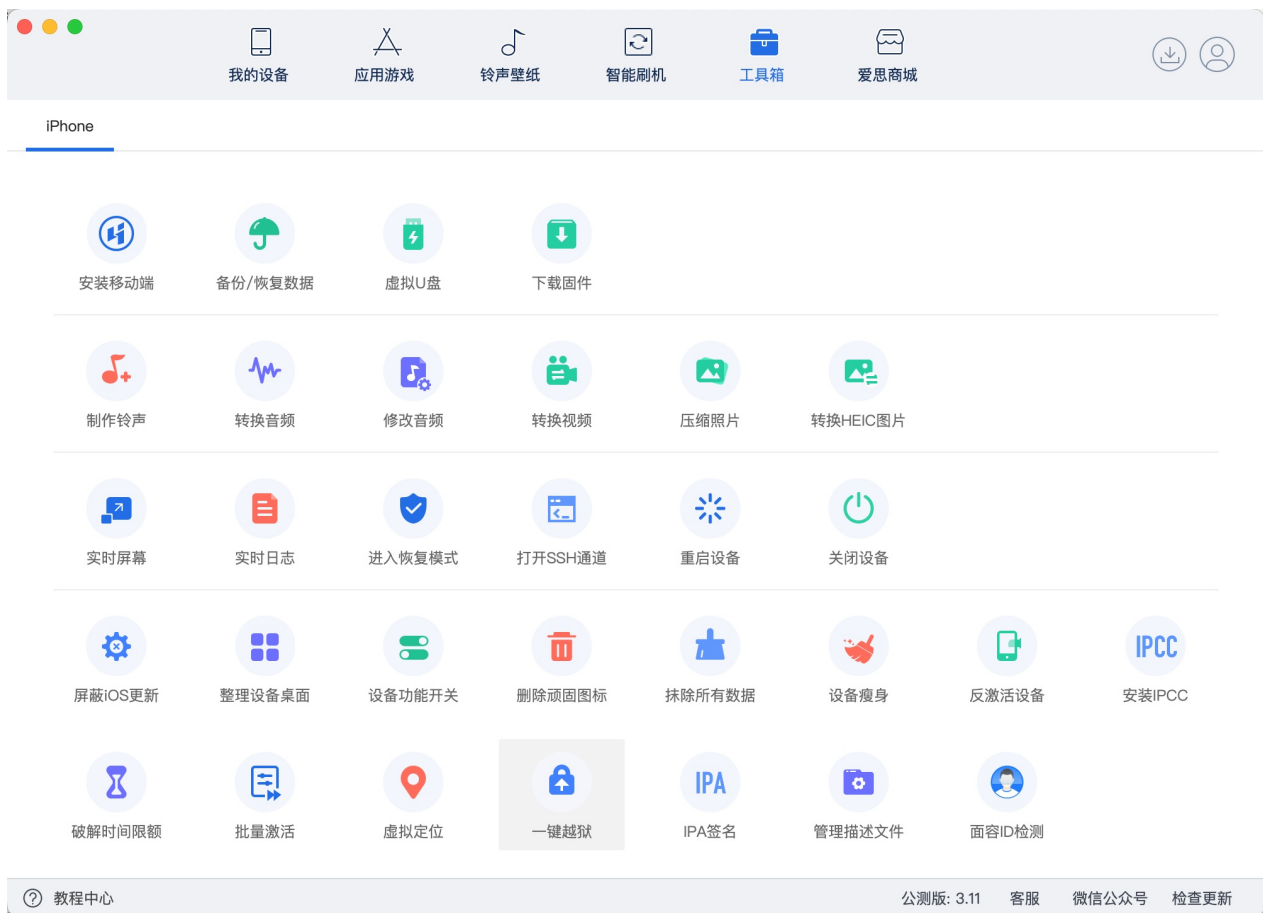 我的设备 应用游戏 铃声壁纸 智能刷机 工具箱 爱思商城
iPhone
安装移动端 备份/恢复数据 虚拟U盘 下载固件
制作铃声 转换音频 修改音频 转换视频 压缩照片 转换HEIC图片
实时屏幕 实时日志 进入恢复模式 打开SSH通道 重启设备 关闭设备
IPCC
屏蔽iOS更新 整理设备桌面 设备功能开关 删除顽固图标 抹除所有数据 设备瘦身 反激活设备 安装IPCC
IPA
破解时间限额 批量激活 虚拟定位 一键越狱 IPA签名 管理描述文件 面容ID检测
? 教程中心 公测版: 3.11 客服 微信公众号 检查更新